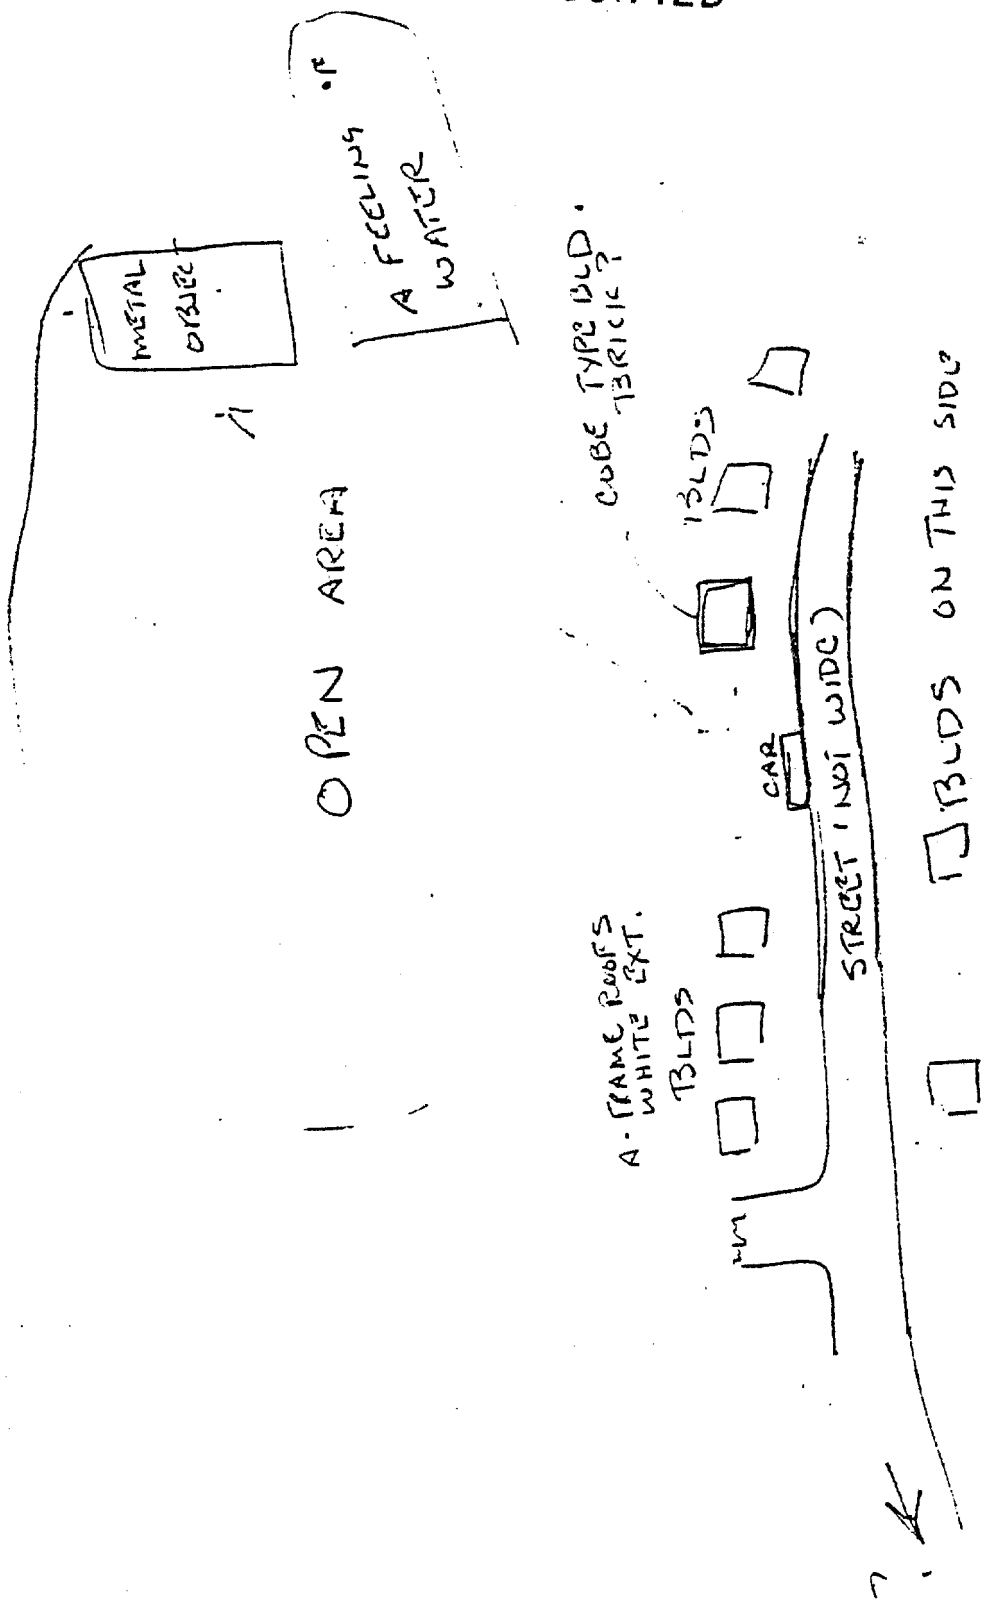 METAL
OBJECT
A FEELING OF
WATER
OPEN AREA
CUBE TYPE BLD.
BRICK?
BLDS
A-FRAME ROOFS
WHITE EXT.
BLDS
CAR
STREET (NOT WIDE)
BLDS ON THIS SIDE
?